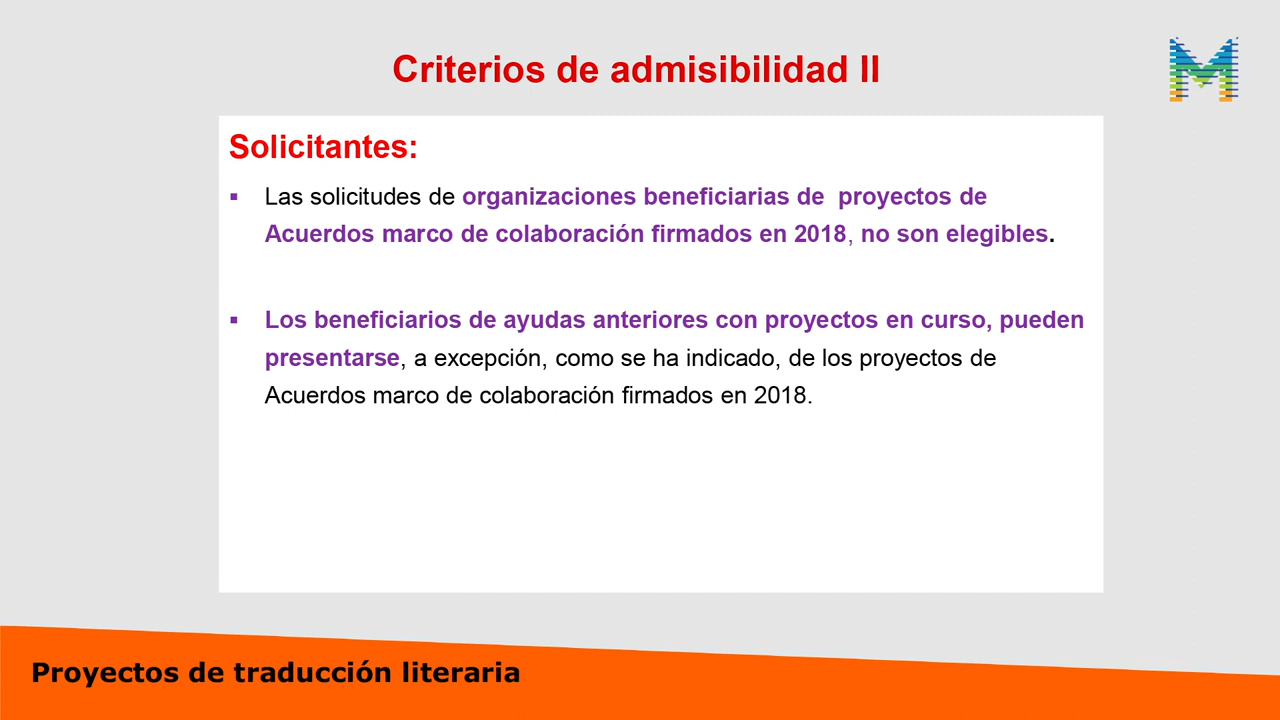 Criterios de admisibilidad II
Solicitantes:
▪ Las solicitudes de organizaciones beneficiarias de  proyectos de
Acuerdos marco de colaboración firmados en 2018, no son elegibles.
▪ Los beneficiarios de ayudas anteriores con proyectos en curso, pueden
presentarse, a excepción, como se ha indicado, de los proyectos de
Acuerdos marco de colaboración firmados en 2018.
Proyectos de traducción literaria